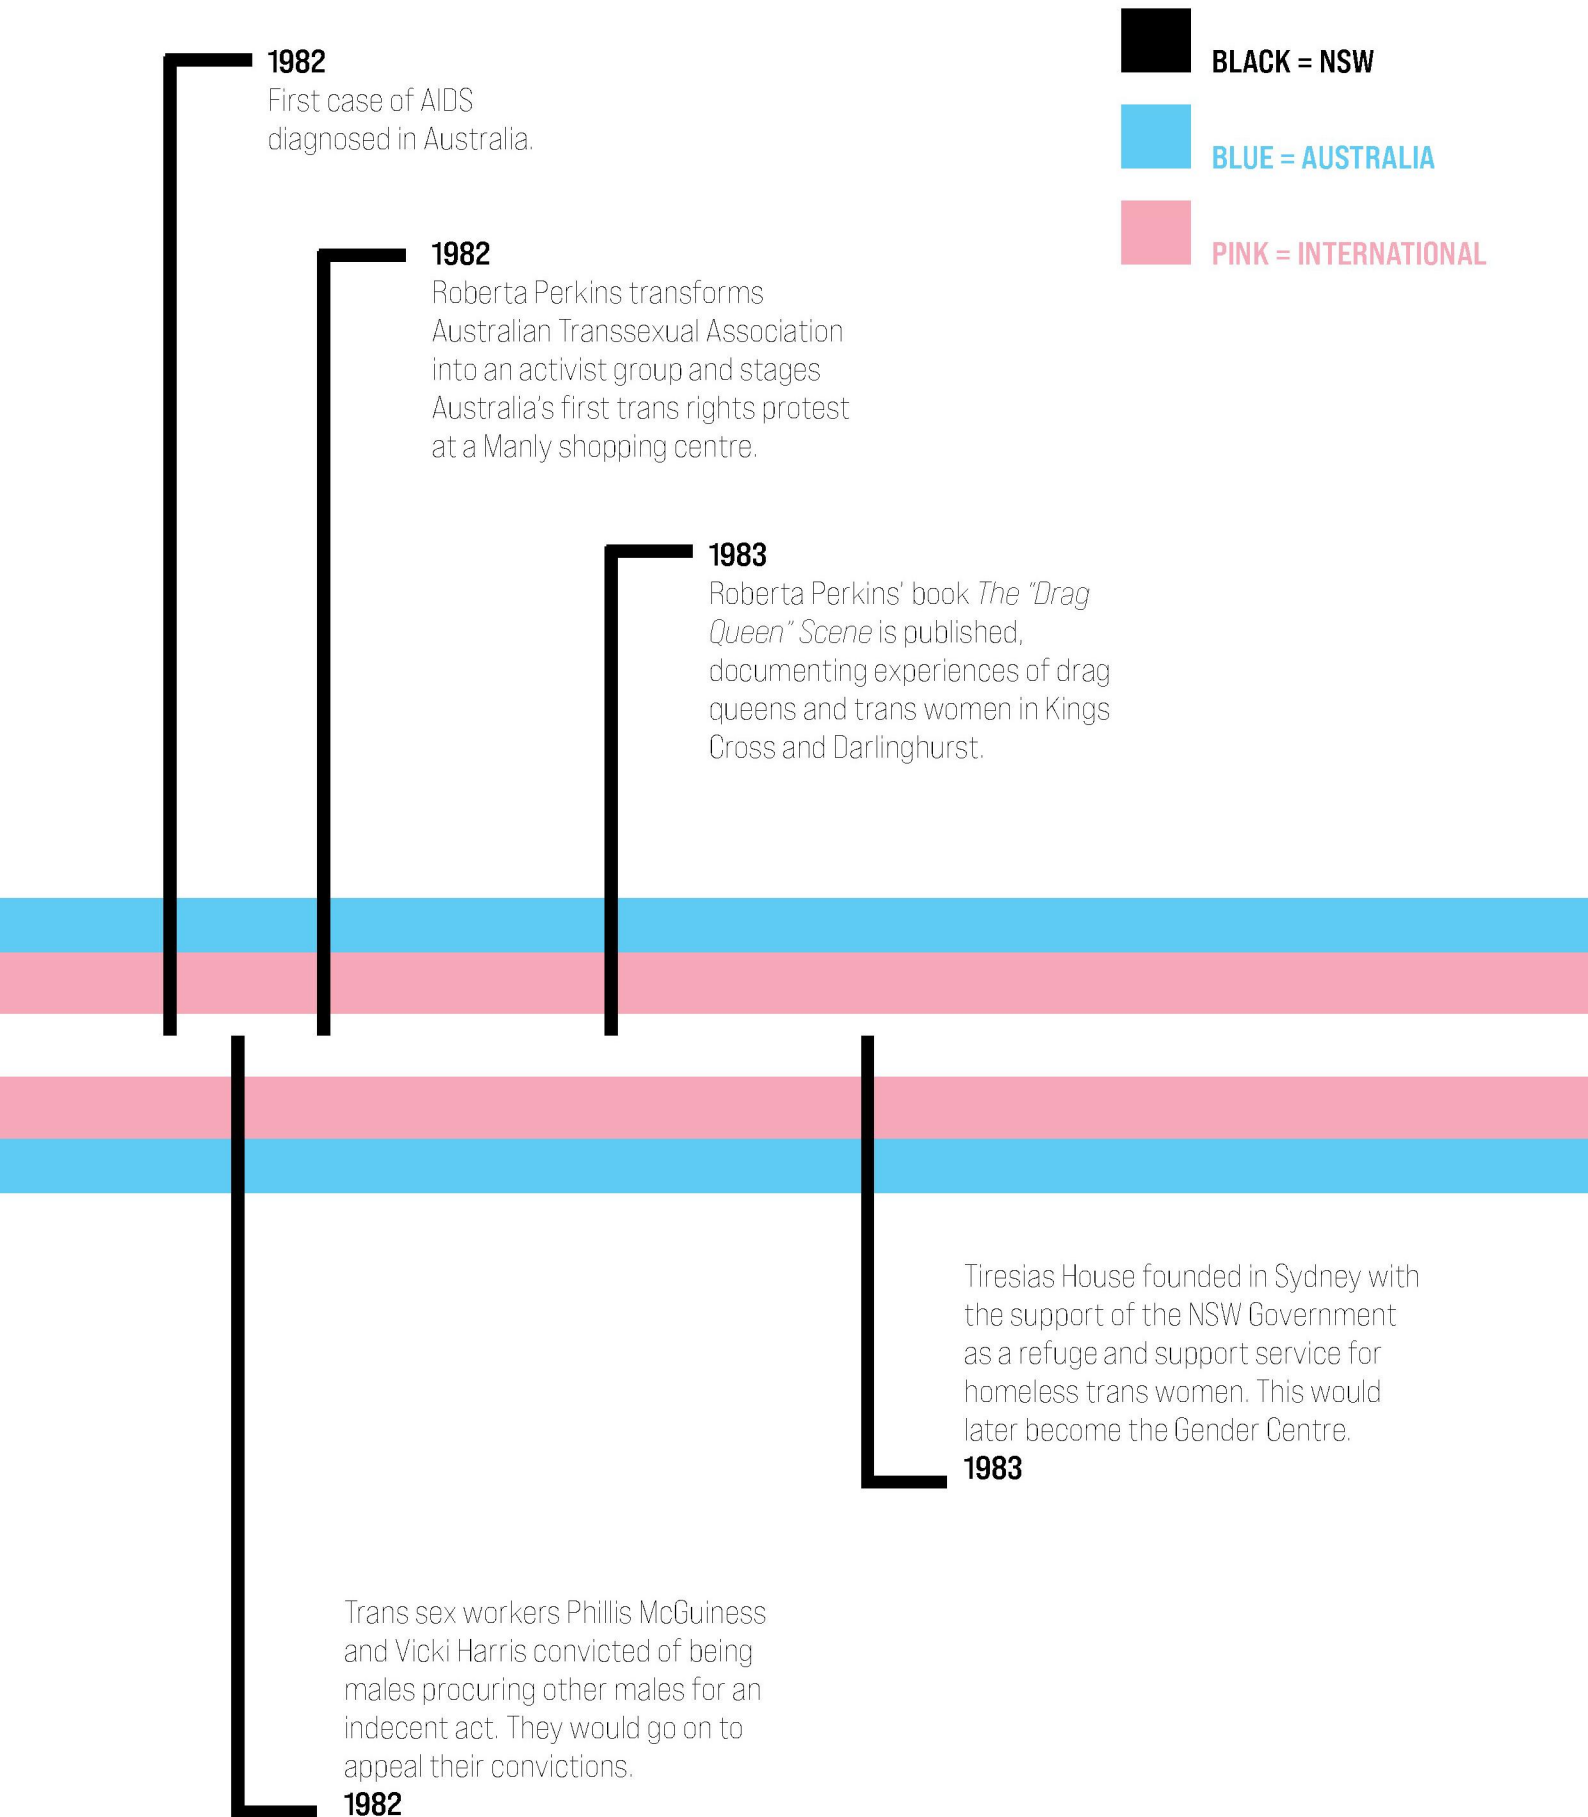 1982
First case of AIDS
diagnosed in Australia.
BLACK = NSW
BLUE = AUSTRALIA
PINK = INTERNATIONAL
1982
Roberta Perkins transforms
Australian Transsexual Association
into an activist group and stages
Australia's first trans rights protest
at a Manly shopping centre.
1983
Roberta Perkins' book The "Drag
Queen" Scene is published,
documenting experiences of drag
queens and trans women in Kings
Cross and Darlinghurst.
Tiresias House founded in Sydney with
the support of the NSW Government
as a refuge and support service for
homeless trans women. This would
later become the Gender Centre.
1983
Trans sex workers Phillis McGuiness
and Vicki Harris convicted of being
males procuring other males for an
indecent act. They would go on to
appeal their convictions.
1982